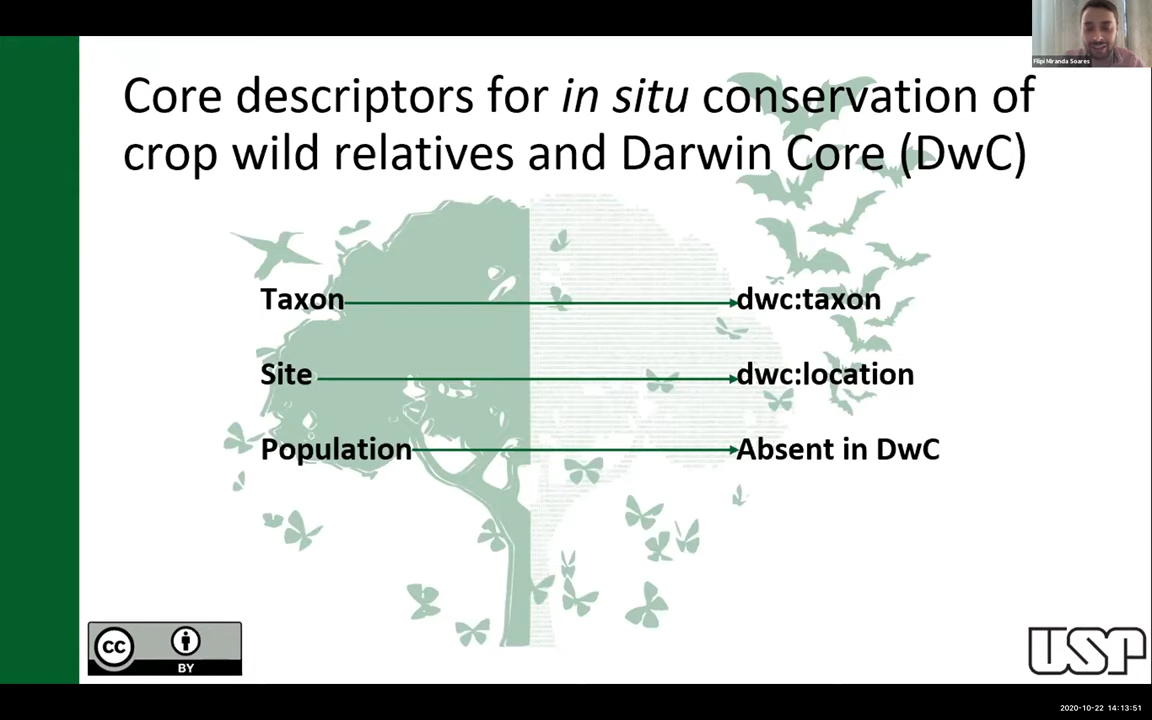 Filipi Miranda Soares
Core descriptors for in situ conservation of
crop wild relatives and Darwin Core (DwC)
Taxon
dwc:taxon
Site
dwc:location
Population
Absent in DwC
cc
BY
USP
2020-10-22 14:13:51